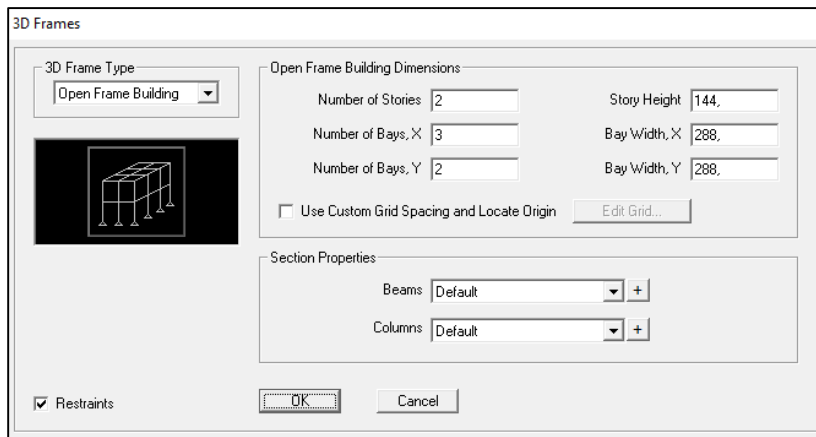 3D Frames
3D Frame Type
Open Frame Building
Open Frame Building Dimensions
Number of Stories 2 Story Height 144,
Number of Bays, X 3 Bay Width, X 288,
Number of Bays, Y 2 Bay Width, Y 288,
Use Custom Grid Spacing and Locate Origin Edit Grid...
Section Properties
Beams Default +
Columns Default +
Restraints OK Cancel